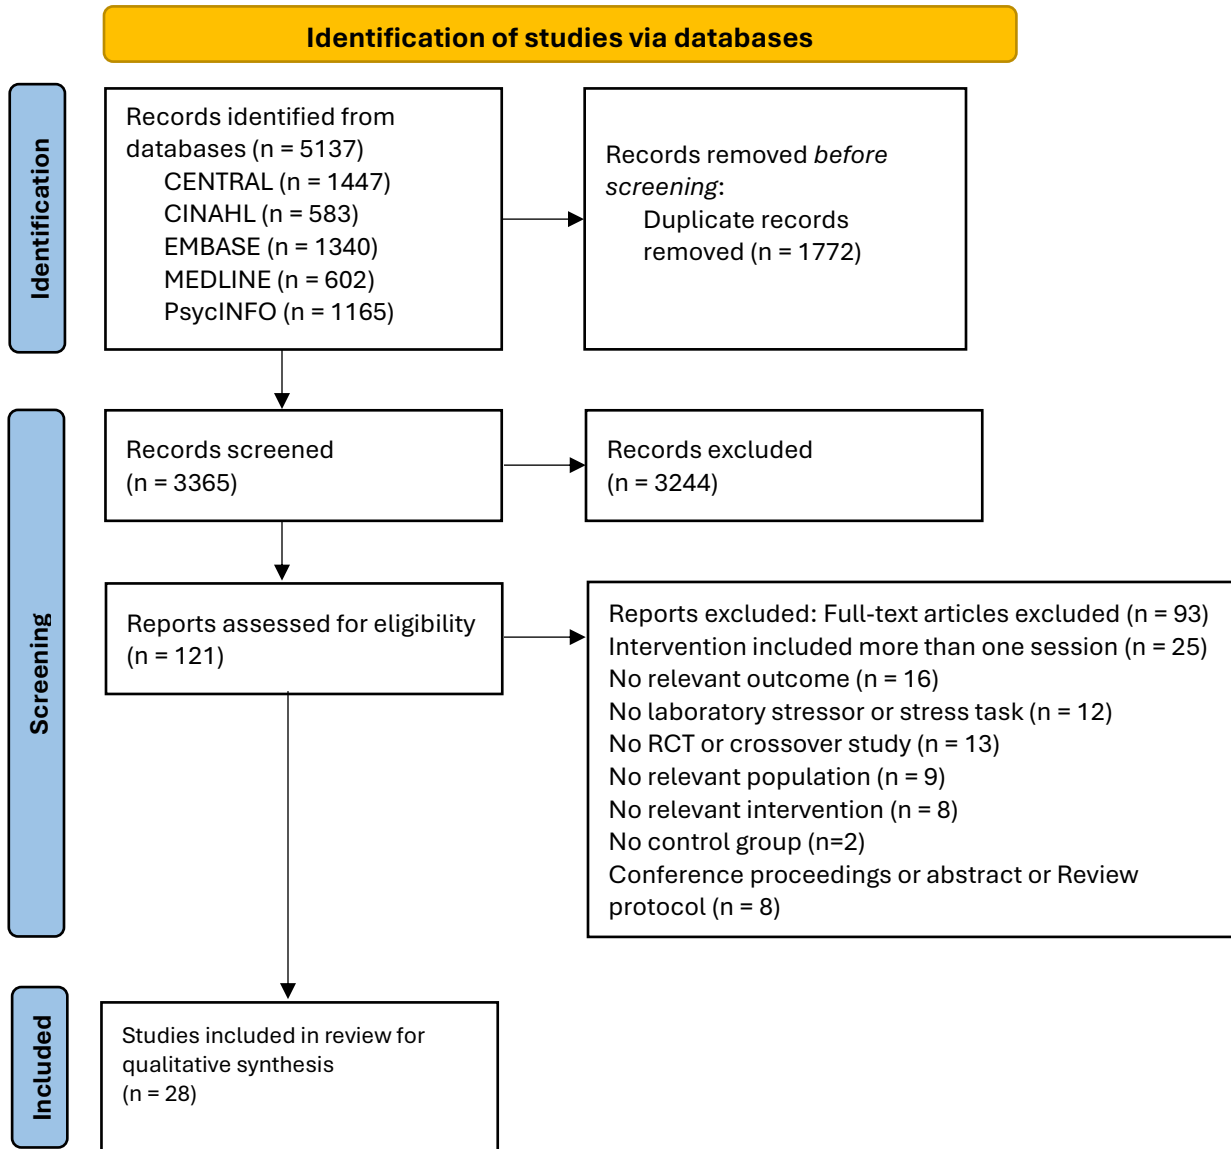 Identification of studies via databases
Identification
Records identified from
databases (n = 5137)
CENTRAL (n = 1447)
CINAHL (n = 583)
EMBASE (n = 1340)
MEDLINE (n = 602)
PsycINFO (n = 1165)
Records removed before
screening:
Duplicate records
removed (n = 1772)
Screening
Records screened
(n = 3365)
Records excluded
(n = 3244)
Reports assessed for eligibility
(n = 121)
Reports excluded: Full-text articles excluded (n = 93)
Intervention included more than one session (n = 25)
No relevant outcome (n = 16)
No laboratory stressor or stress task (n = 12)
No RCT or crossover study (n = 13)
No relevant population (n = 9)
No relevant intervention (n = 8)
No control group (n=2)
Conference proceedings or abstract or Review
protocol (n = 8)
Included
Studies included in review for
qualitative synthesis
(n = 28)